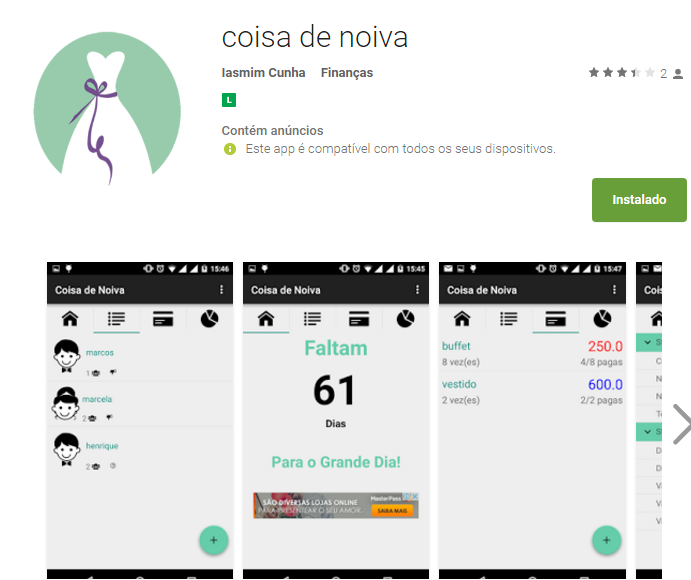 coisa de noiva
Iasmim Cunha Finanças 2
L
Contém anúncios
Este app é compatível com todos os seus dispositivos.
Instalado
15:46
Coisa de Noiva
marcos
1
marcela
2
henrique
2
+
15:45
Coisa de Noiva
Faltam
61
Dias
Para o Grande Dia!
SÃO DIVERSAS LOJAS ONLINE
PARA PRESENTEAR O SEU AMOR.
MasterPass
SAIBA MAIS
15:47
Coisa de Noiva
buffet 250.0
8 vez(es) 4/8 pagas
vestido 600.0
2 vez(es) 2/2 pagas
+
Cois